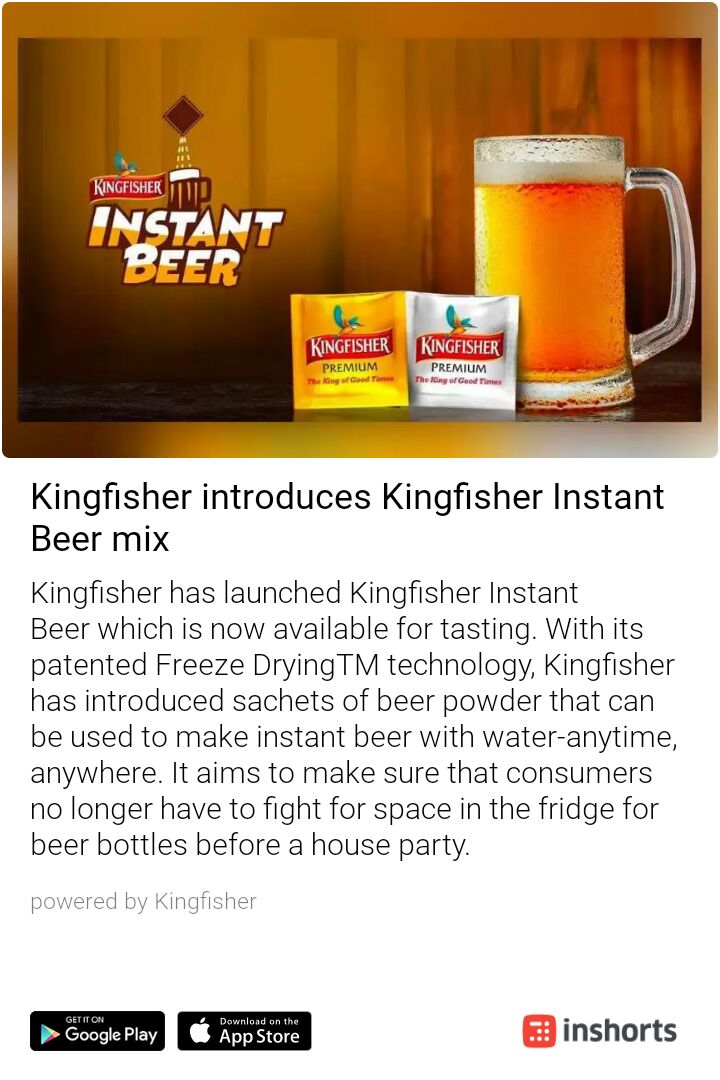 KINGFISHER
INSTANT
BEER
KINGFISHER
PREMIUM
The King of Good Times
KINGFISHER
PREMIUM
The King of Good Times
Kingfisher introduces Kingfisher Instant
Beer mix
Kingfisher has launched Kingfisher Instant
Beer which is now available for tasting. With its
patented Freeze DryingTM technology, Kingfisher
has introduced sachets of beer powder that can
be used to make instant beer with water-anytime,
anywhere. It aims to make sure that consumers
no longer have to fight for space in the fridge for
beer bottles before a house party.
powered by Kingfisher
GET IT ON
Google Play
Download on the
App Store
inshorts